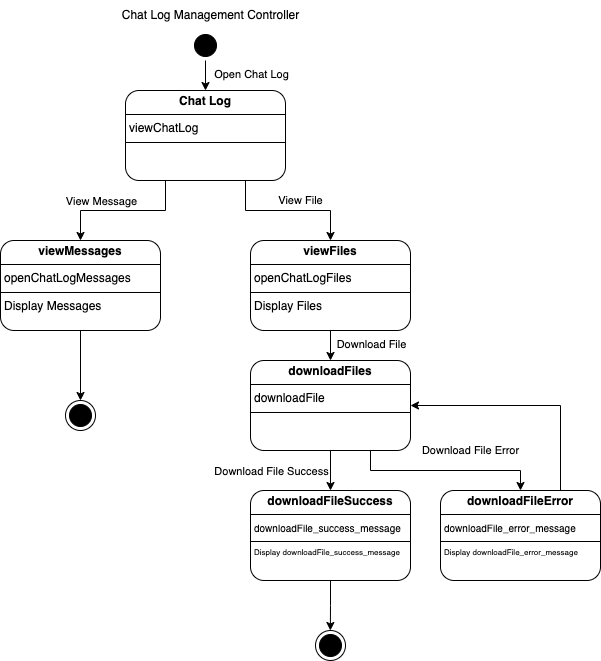 Chat Log Management Controller
Open Chat Log
Chat Log
viewChatLog
View Message
View File
viewMessages
openChatLogMessages
Display Messages
viewFiles
openChatLogFiles
Display Files
Download File
downloadFiles
downloadFile
Download File Success
Download File Error
downloadFileSuccess
downloadFile_success_message
Display downloadFile_success_message
downloadFileError
downloadFile_error_message
Display downloadFile_error_message